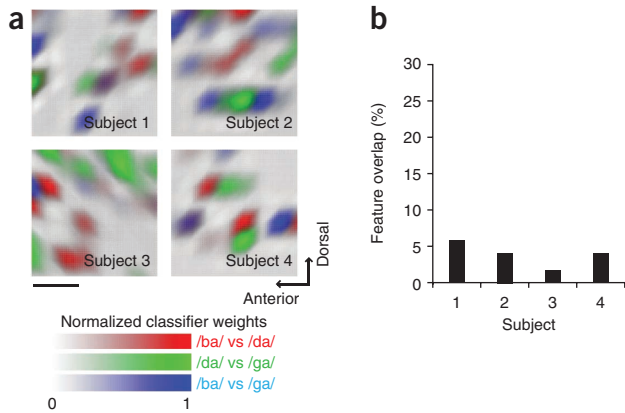 a
Subject 1
Subject 2
Subject 3
Subject 4
Dorsal
Anterior
Normalized classifier weights
/ba/ vs /da/
/da/ vs /ga/
/ba/ vs /ga/
0 1
b
Feature overlap (%)
30
25
20
15
10
5
0
1 2 3 4
Subject